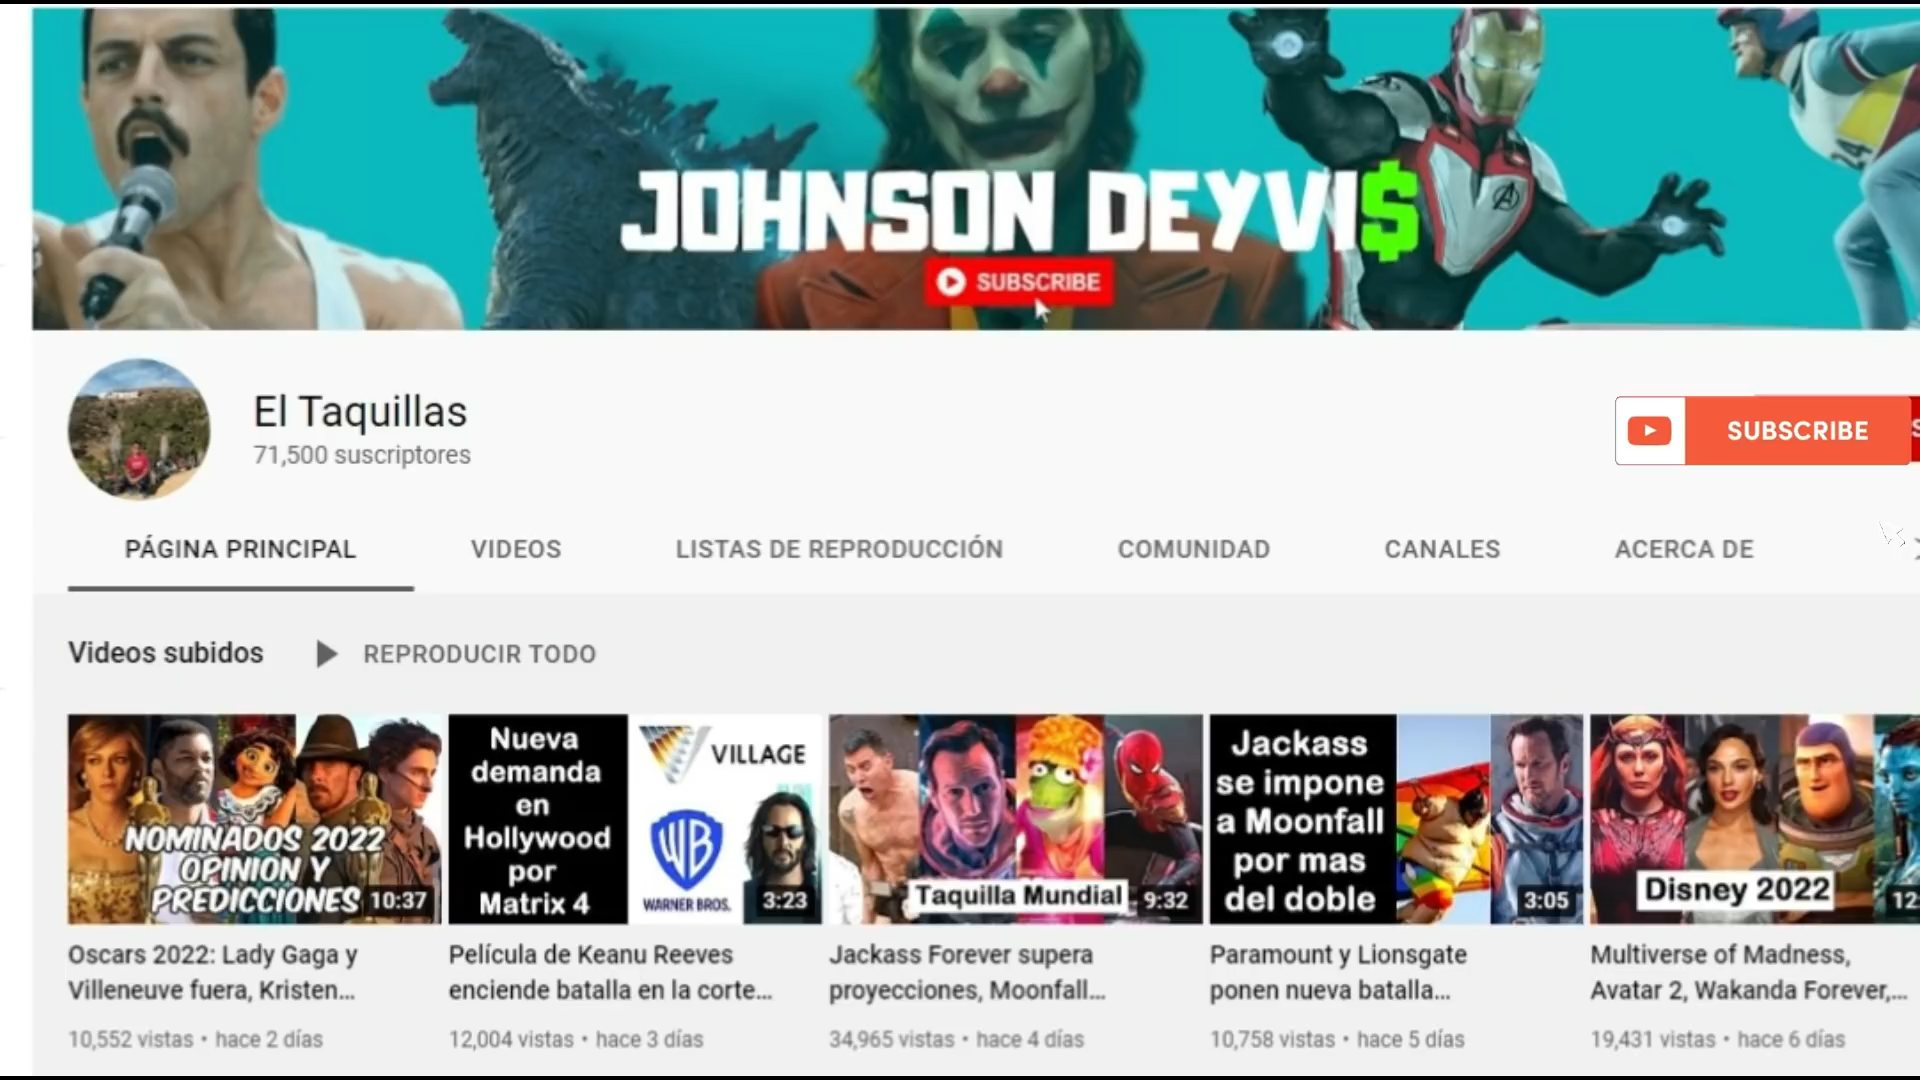 JOHNSON DEYVI$
SUBSCRIBE
El Taquillas
71,500 suscriptores
SUBSCRIBE
PÁGINA PRINCIPAL
VIDEOS
LISTAS DE REPRODUCCIÓN
COMUNIDAD
CANALES
ACERCA DE
Videos subidos
REPRODUCIR TODO
NOMINADOS 2022
OPINION Y
PREDICCIONES
10:37
Nueva
demanda
en
Hollywood
por
Matrix 4
VILLAGE
WB
WARNER BROS.
3:23
Taquilla Mundial
9:32
Jackass
se impone
a Moonfall
por mas
del doble
3:05
Disney 2022
12:
Oscars 2022: Lady Gaga y
Villeneuve fuera, Kristen...
10,552 vistas • hace 2 días
Película de Keanu Reeves
enciende batalla en la corte...
12,004 vistas • hace 3 días
Jackass Forever supera
proyecciones, Moonfall...
34,965 vistas • hace 4 días
Paramount y Lionsgate
ponen nueva batalla...
10,758 vistas • hace 5 días
Multiverse of Madness,
Avatar 2, Wakanda Forever,...
19,431 vistas • hace 6 días